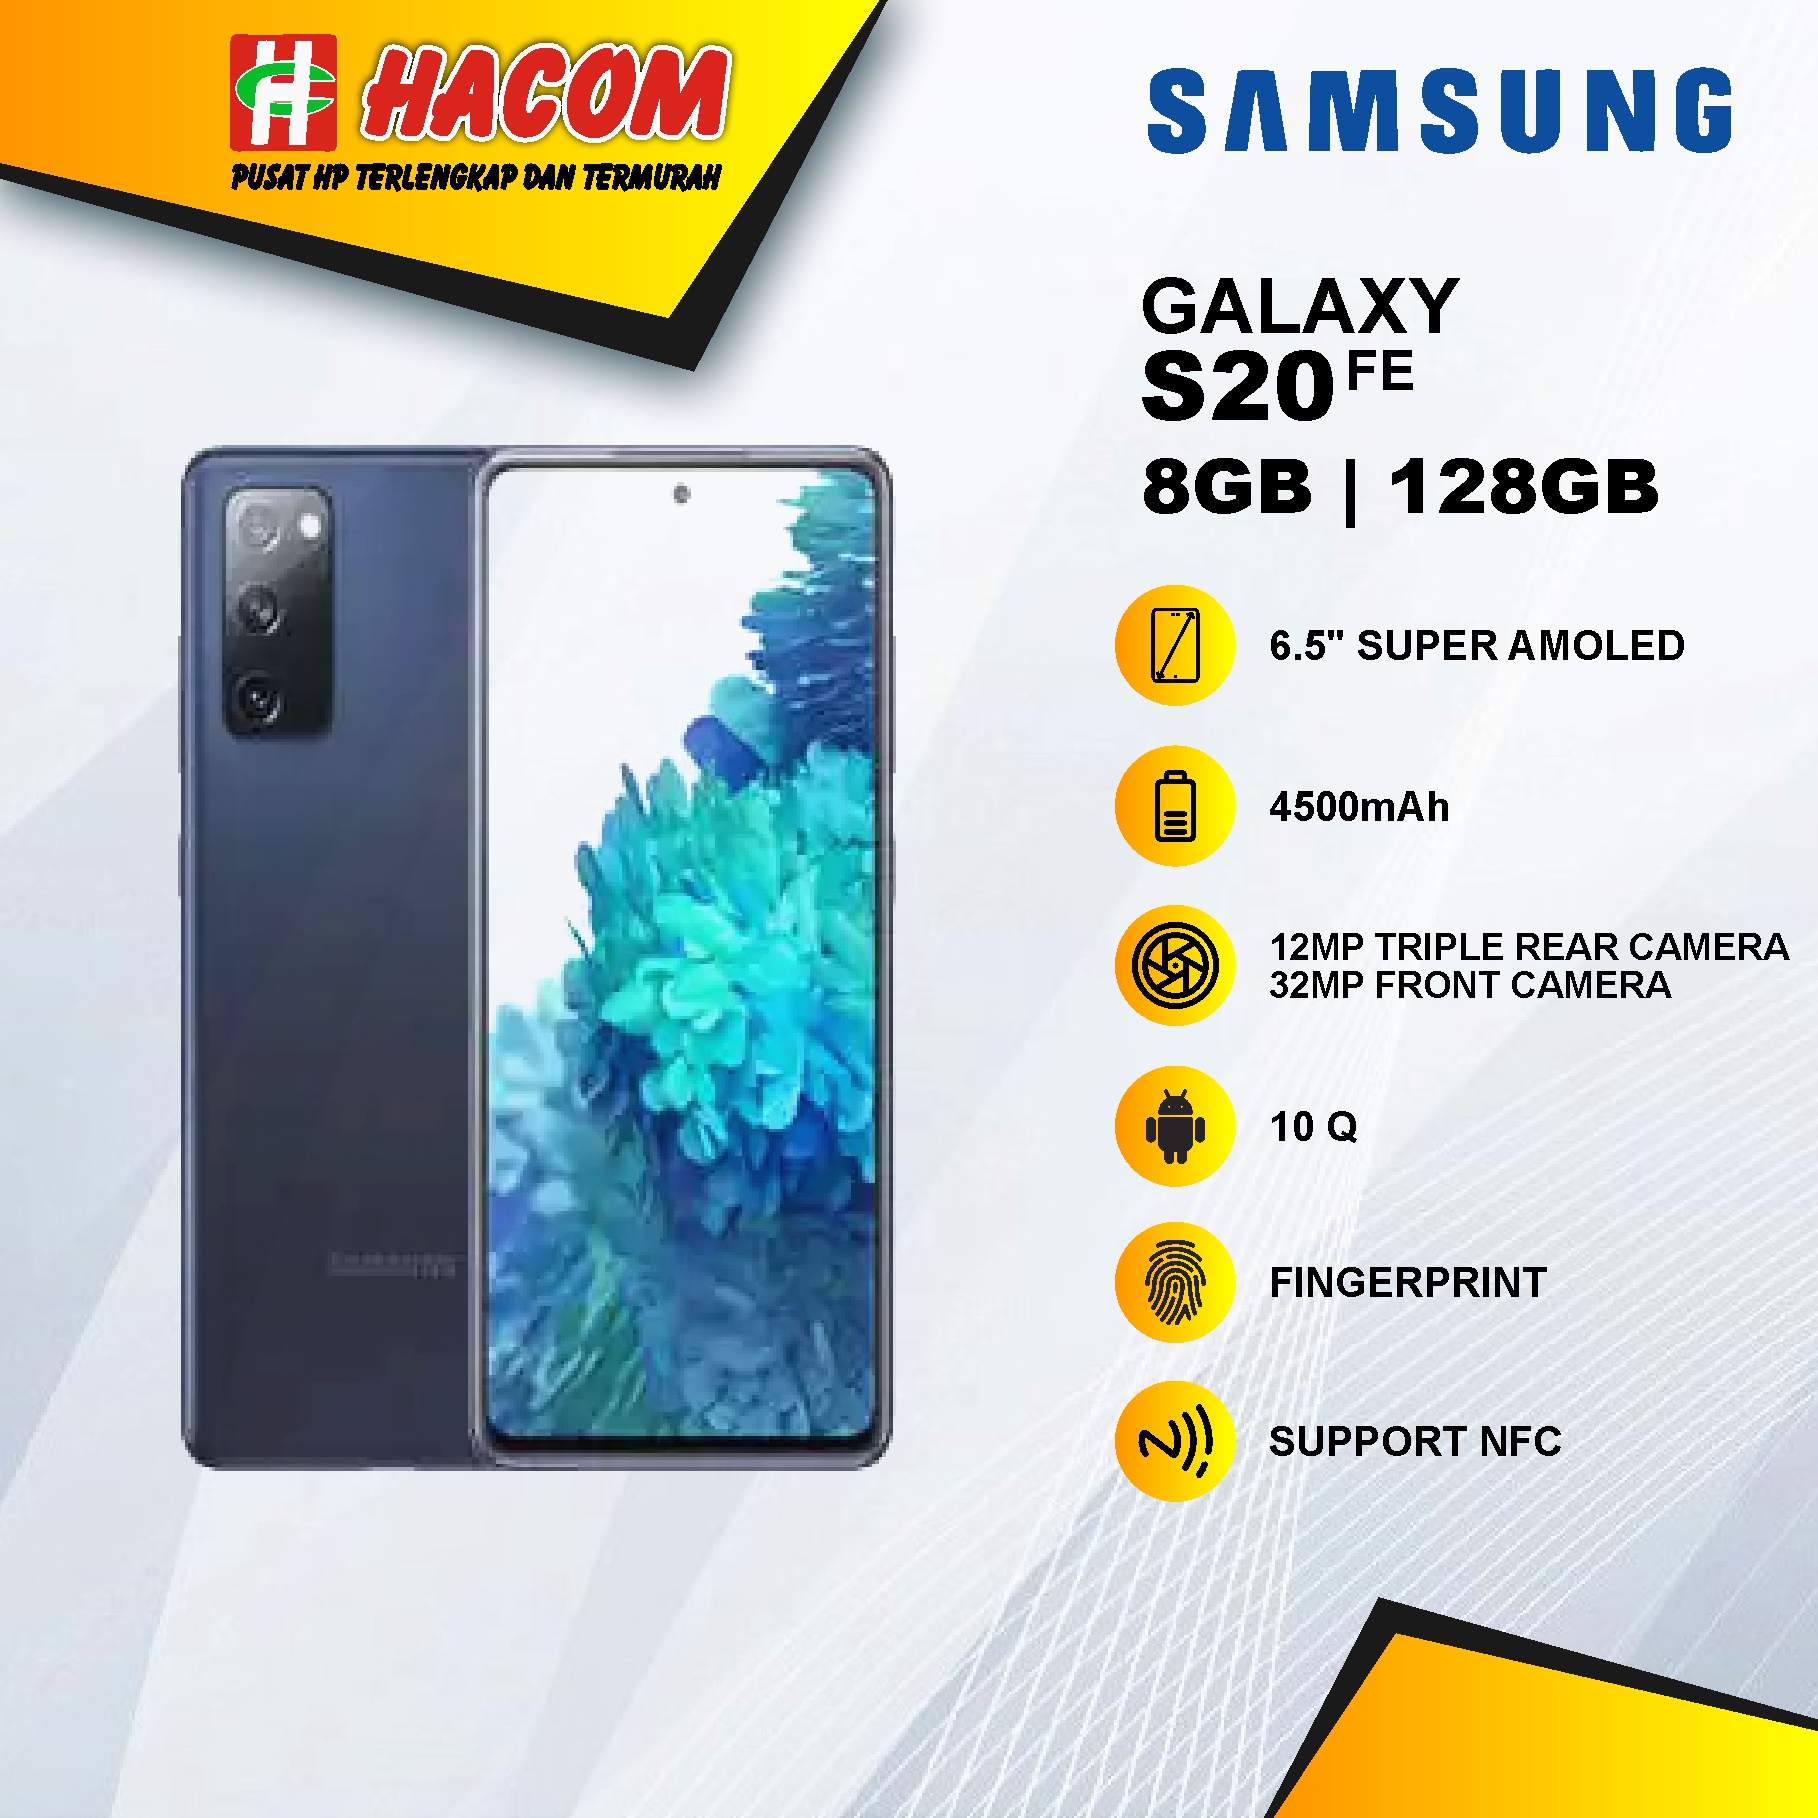 HACOM
PUSAT HP TERLENGKAP DAN TERMURAH
SAMSUNG
GALAXY
S20 FE
8GB | 128GB
6.5" SUPER AMOLED
4500mAh
12MP TRIPLE REAR CAMERA
32MP FRONT CAMERA
10 Q
FINGERPRINT
SUPPORT NFC